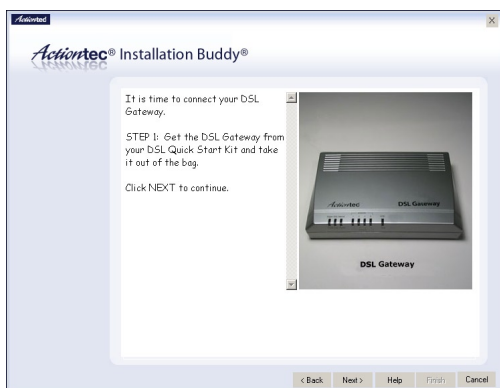 Actiontec
Actiontec® Installation Buddy®
It is time to connect your DSL
Gateway.
STEP 1: Get the DSL Gateway from
your DSL Quick Start Kit and take
it out of the bag.
Click NEXT to continue.
Actiontec DSL Gateway
DSL Gateway
< Back Next > Help Finish Cancel